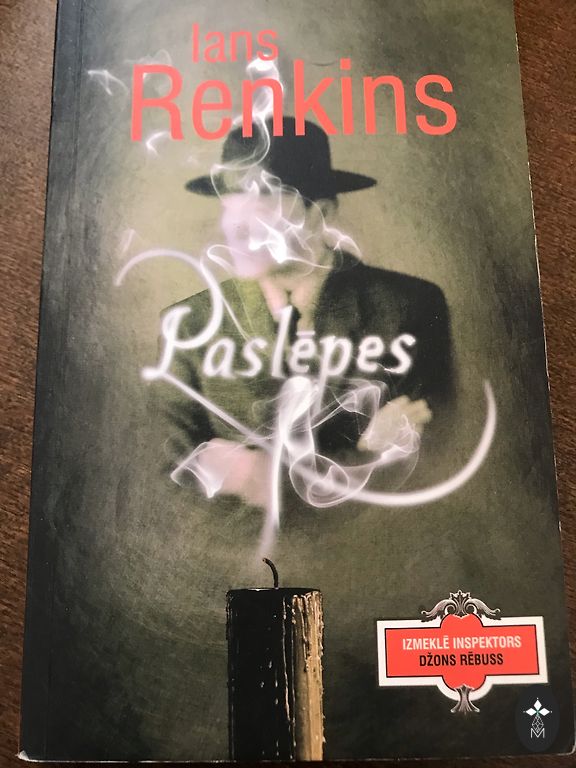 Ians
Renkins
Paslēpes
IZMEKLĒ INSPEKTORS
DŽONS RĒBUSS